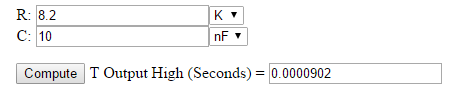 R: 8.2 K
C: 10 nF
Compute T Output High (Seconds) = 0.0000902